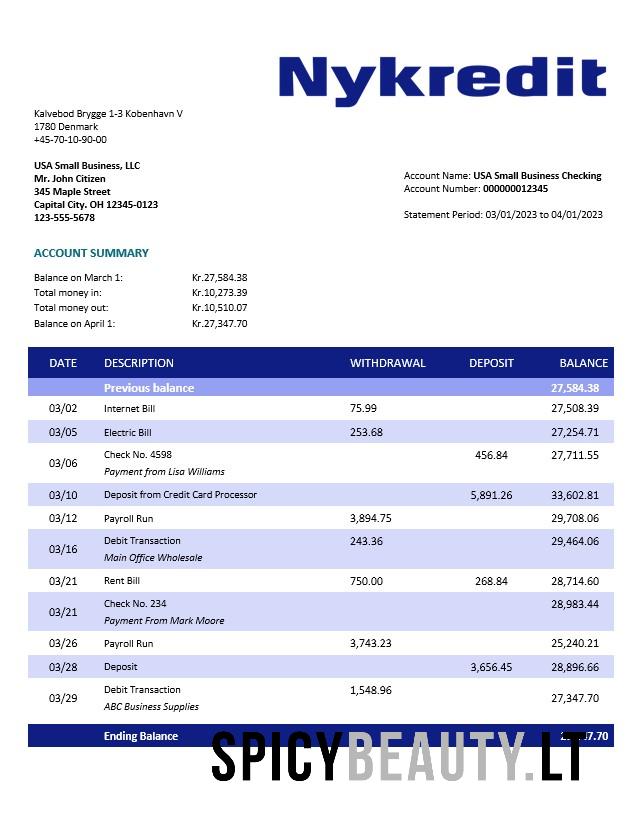 Nykredit
Kalvebod Brygge 1-3 Kobenhavn V
1780 Denmark
+45-70-10-90-00
USA Small Business, LLC
Mr. John Citizen
345 Maple Street
Capital City. OH 12345-0123
123-555-5678
Account Name: USA Small Business Checking
Account Number: 000000012345
Statement Period: 03/01/2023 to 04/01/2023
ACCOUNT SUMMARY
Balance on March 1: Kr.27,584.38
Total money in: Kr.10,273.39
Total money out: Kr.10,510.07
Balance on April 1: Kr.27,347.70
DATE DESCRIPTION WITHDRAWAL DEPOSIT BALANCE
Previous balance 27,584.38
03/02 Internet Bill 75.99 27,508.39
03/05 Electric Bill 253.68 27,254.71
03/06 Check No. 4598 456.84 27,711.55
Payment from Lisa Williams
03/10 Deposit from Credit Card Processor 5,891.26 33,602.81
03/12 Payroll Run 3,894.75 29,708.06
03/16 Debit Transaction 243.36 29,464.06
Main Office Wholesale
03/21 Rent Bill 750.00 268.84 28,714.60
03/21 Check No. 234 28,983.44
Payment From Mark Moore
03/26 Payroll Run 3,743.23 25,240.21
03/28 Deposit 3,656.45 28,896.66
03/29 Debit Transaction 1,548.96 27,347.70
ABC Business Supplies
Ending Balance
SPICYBEAUTY.LT